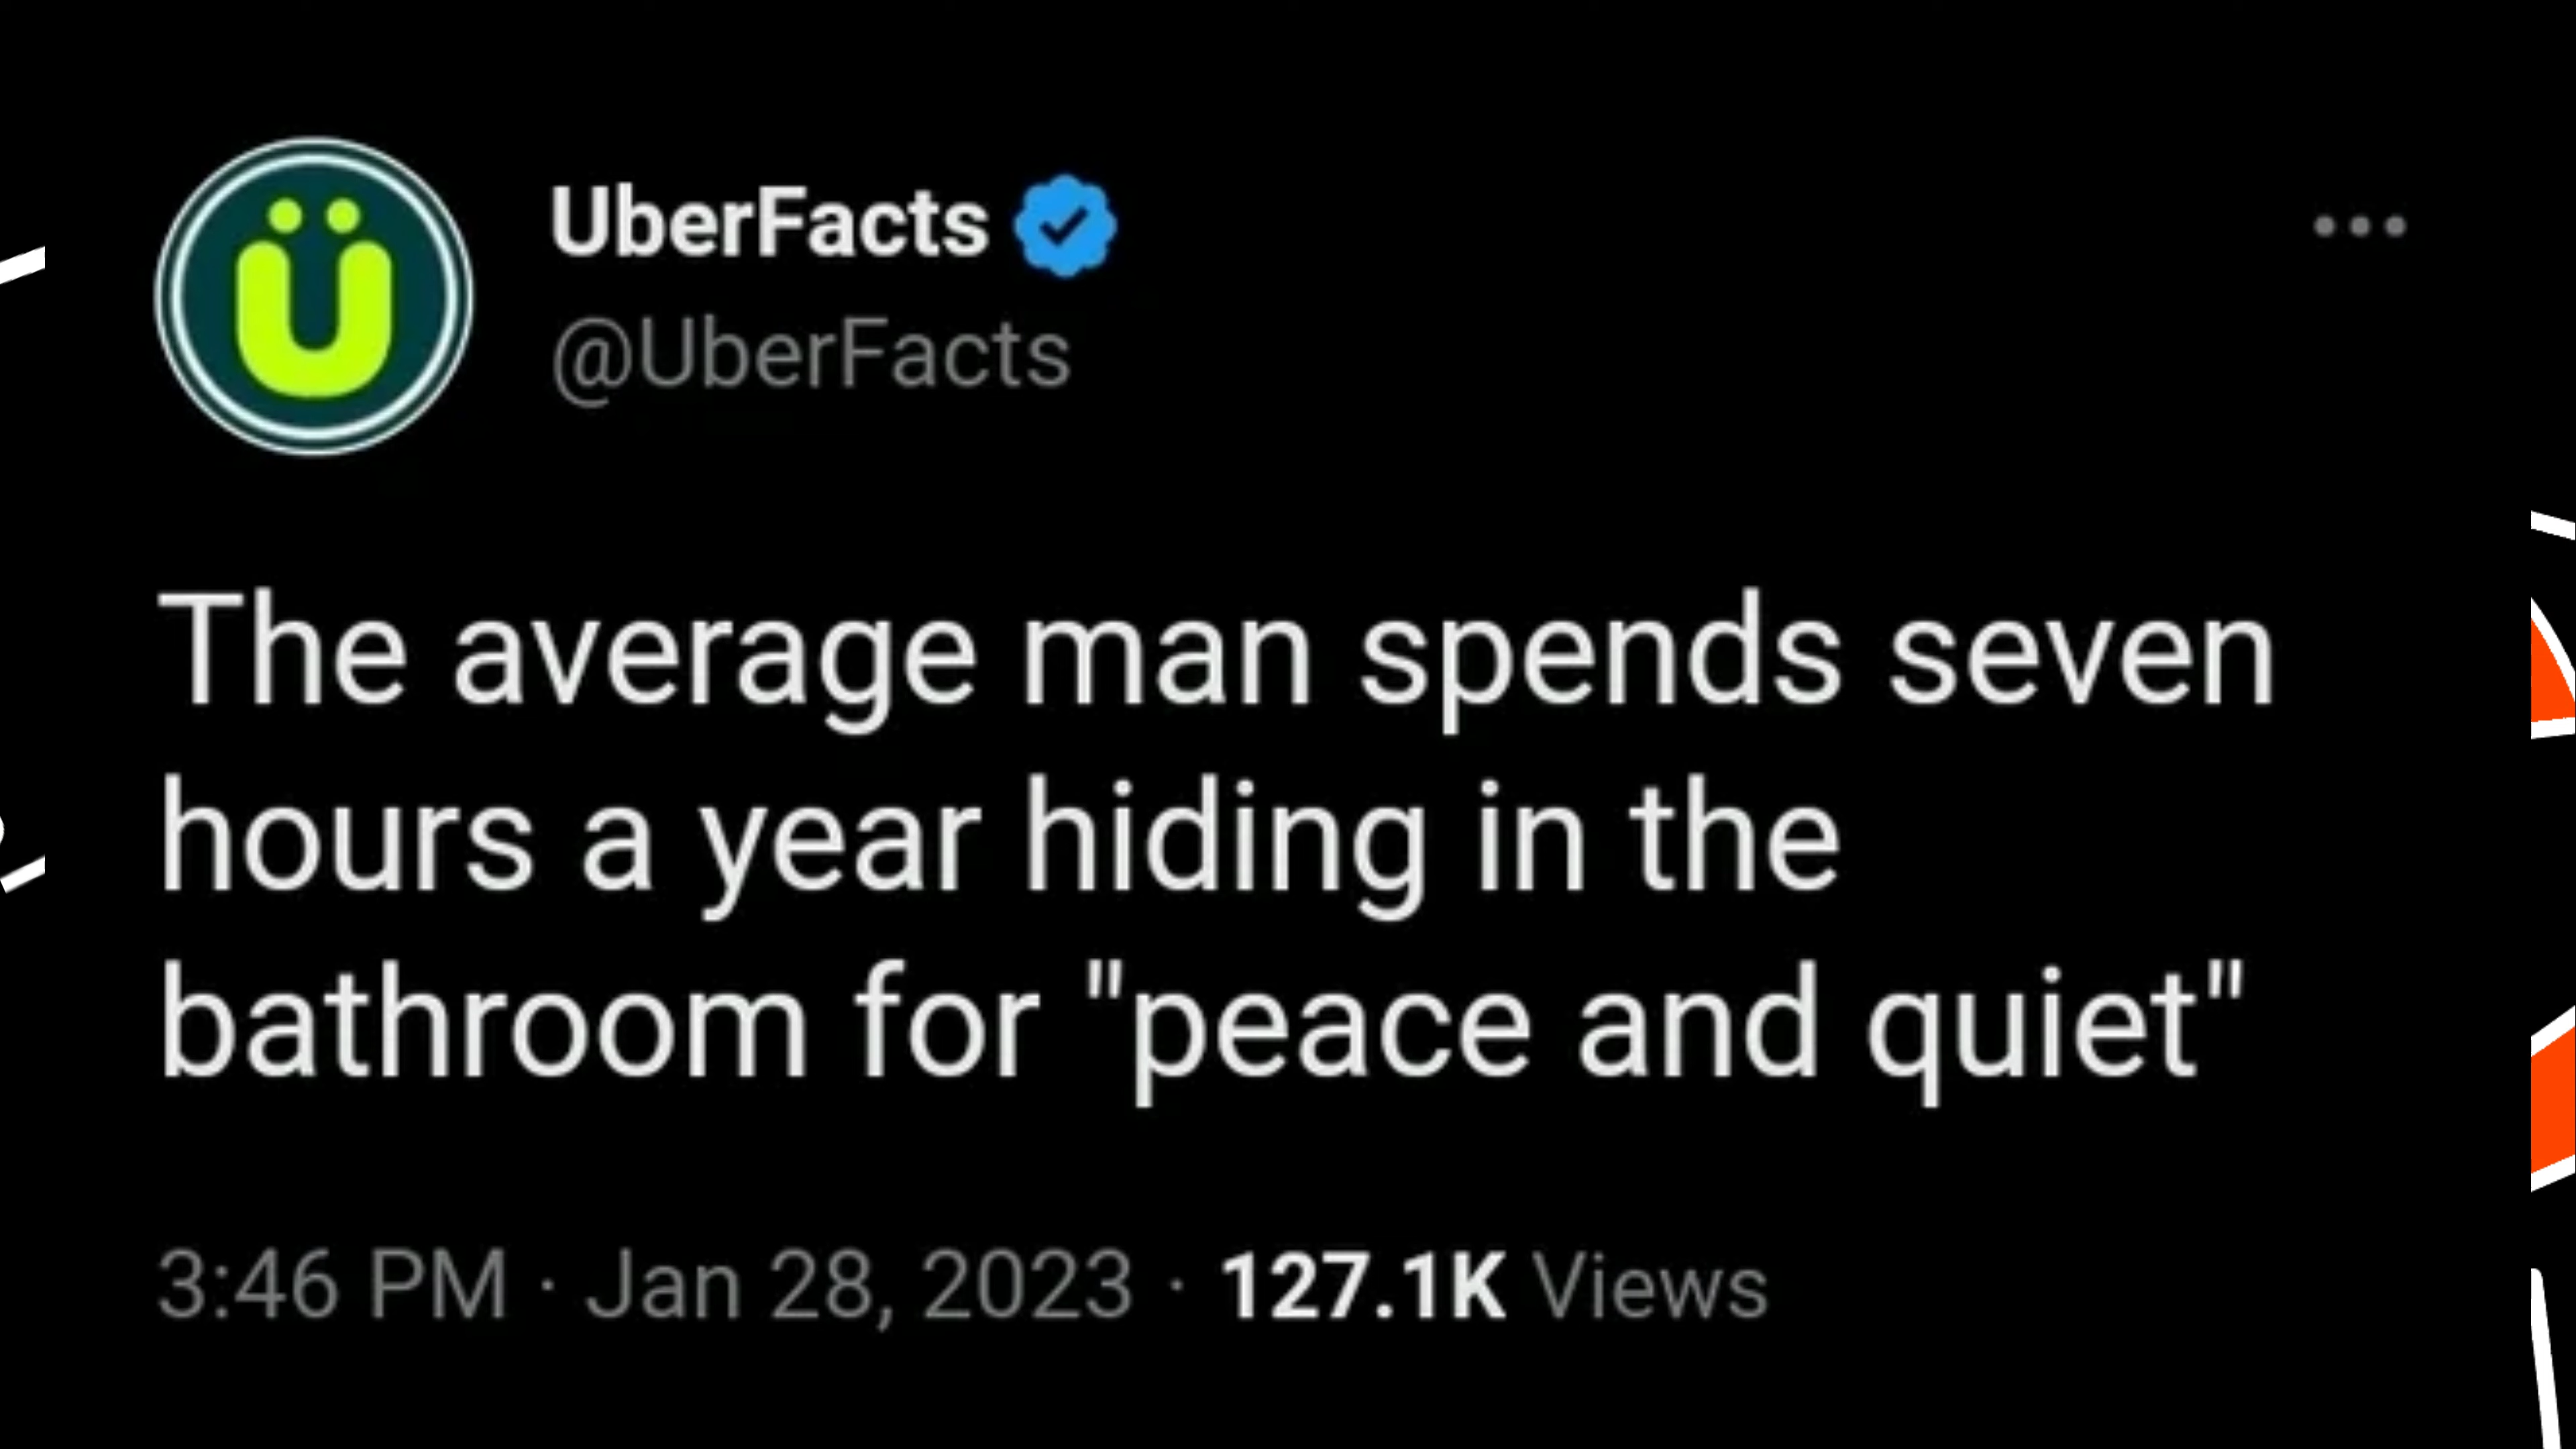 UberFacts
@UberFacts
The average man spends seven
hours a year hiding in the
bathroom for "peace and quiet"
3:46 PM · Jan 28, 2023 · 127.1K Views